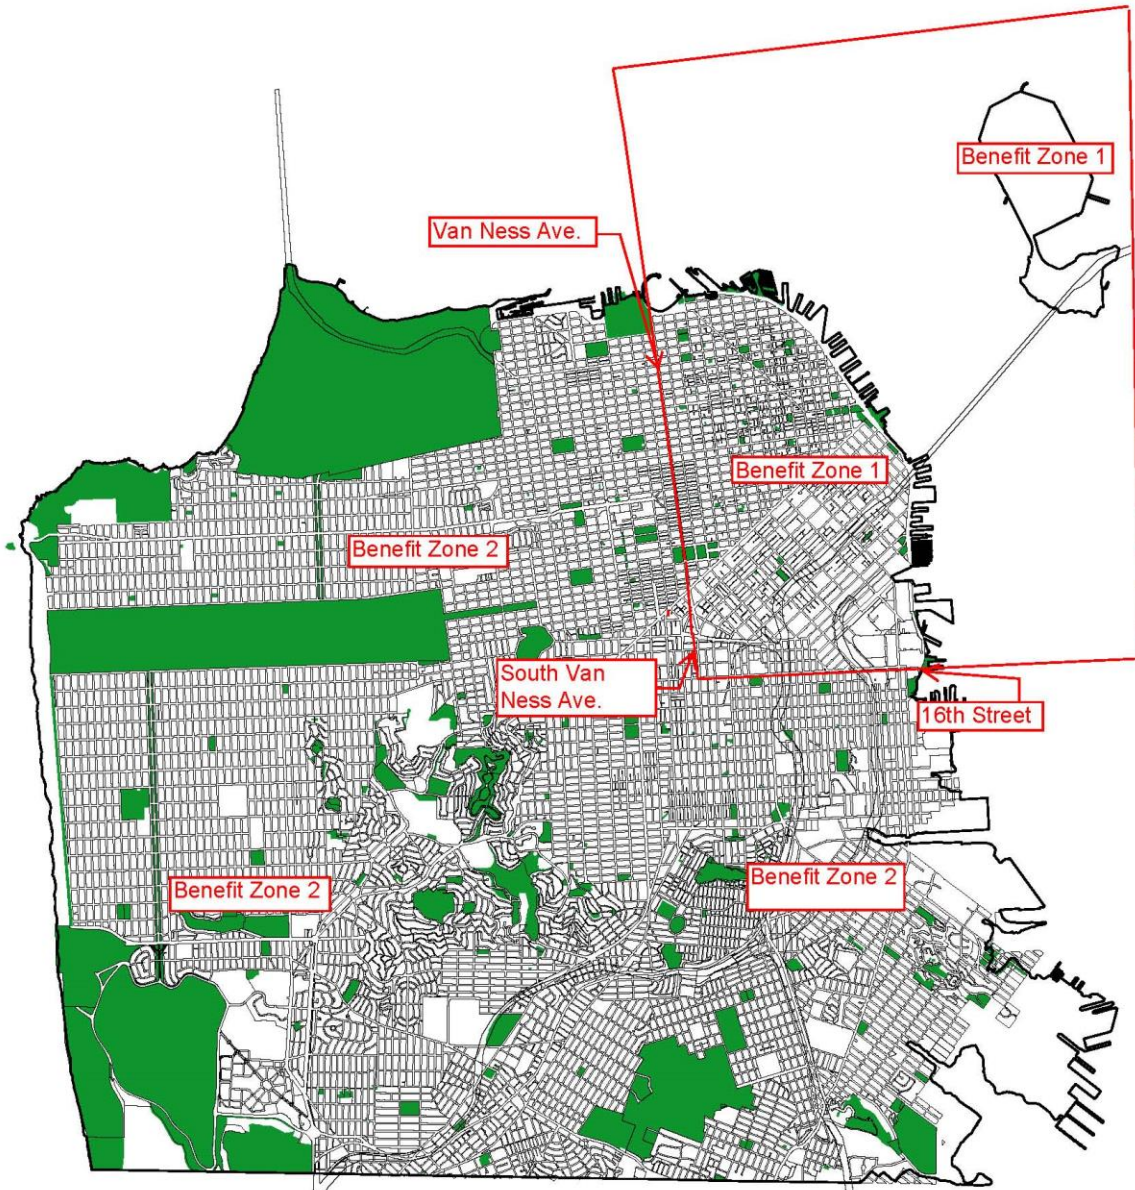 Benefit Zone 1
Van Ness Ave.
Benefit Zone 1
Benefit Zone 2
South Van
Ness Ave.
16th Street
Benefit Zone 2
Benefit Zone 2